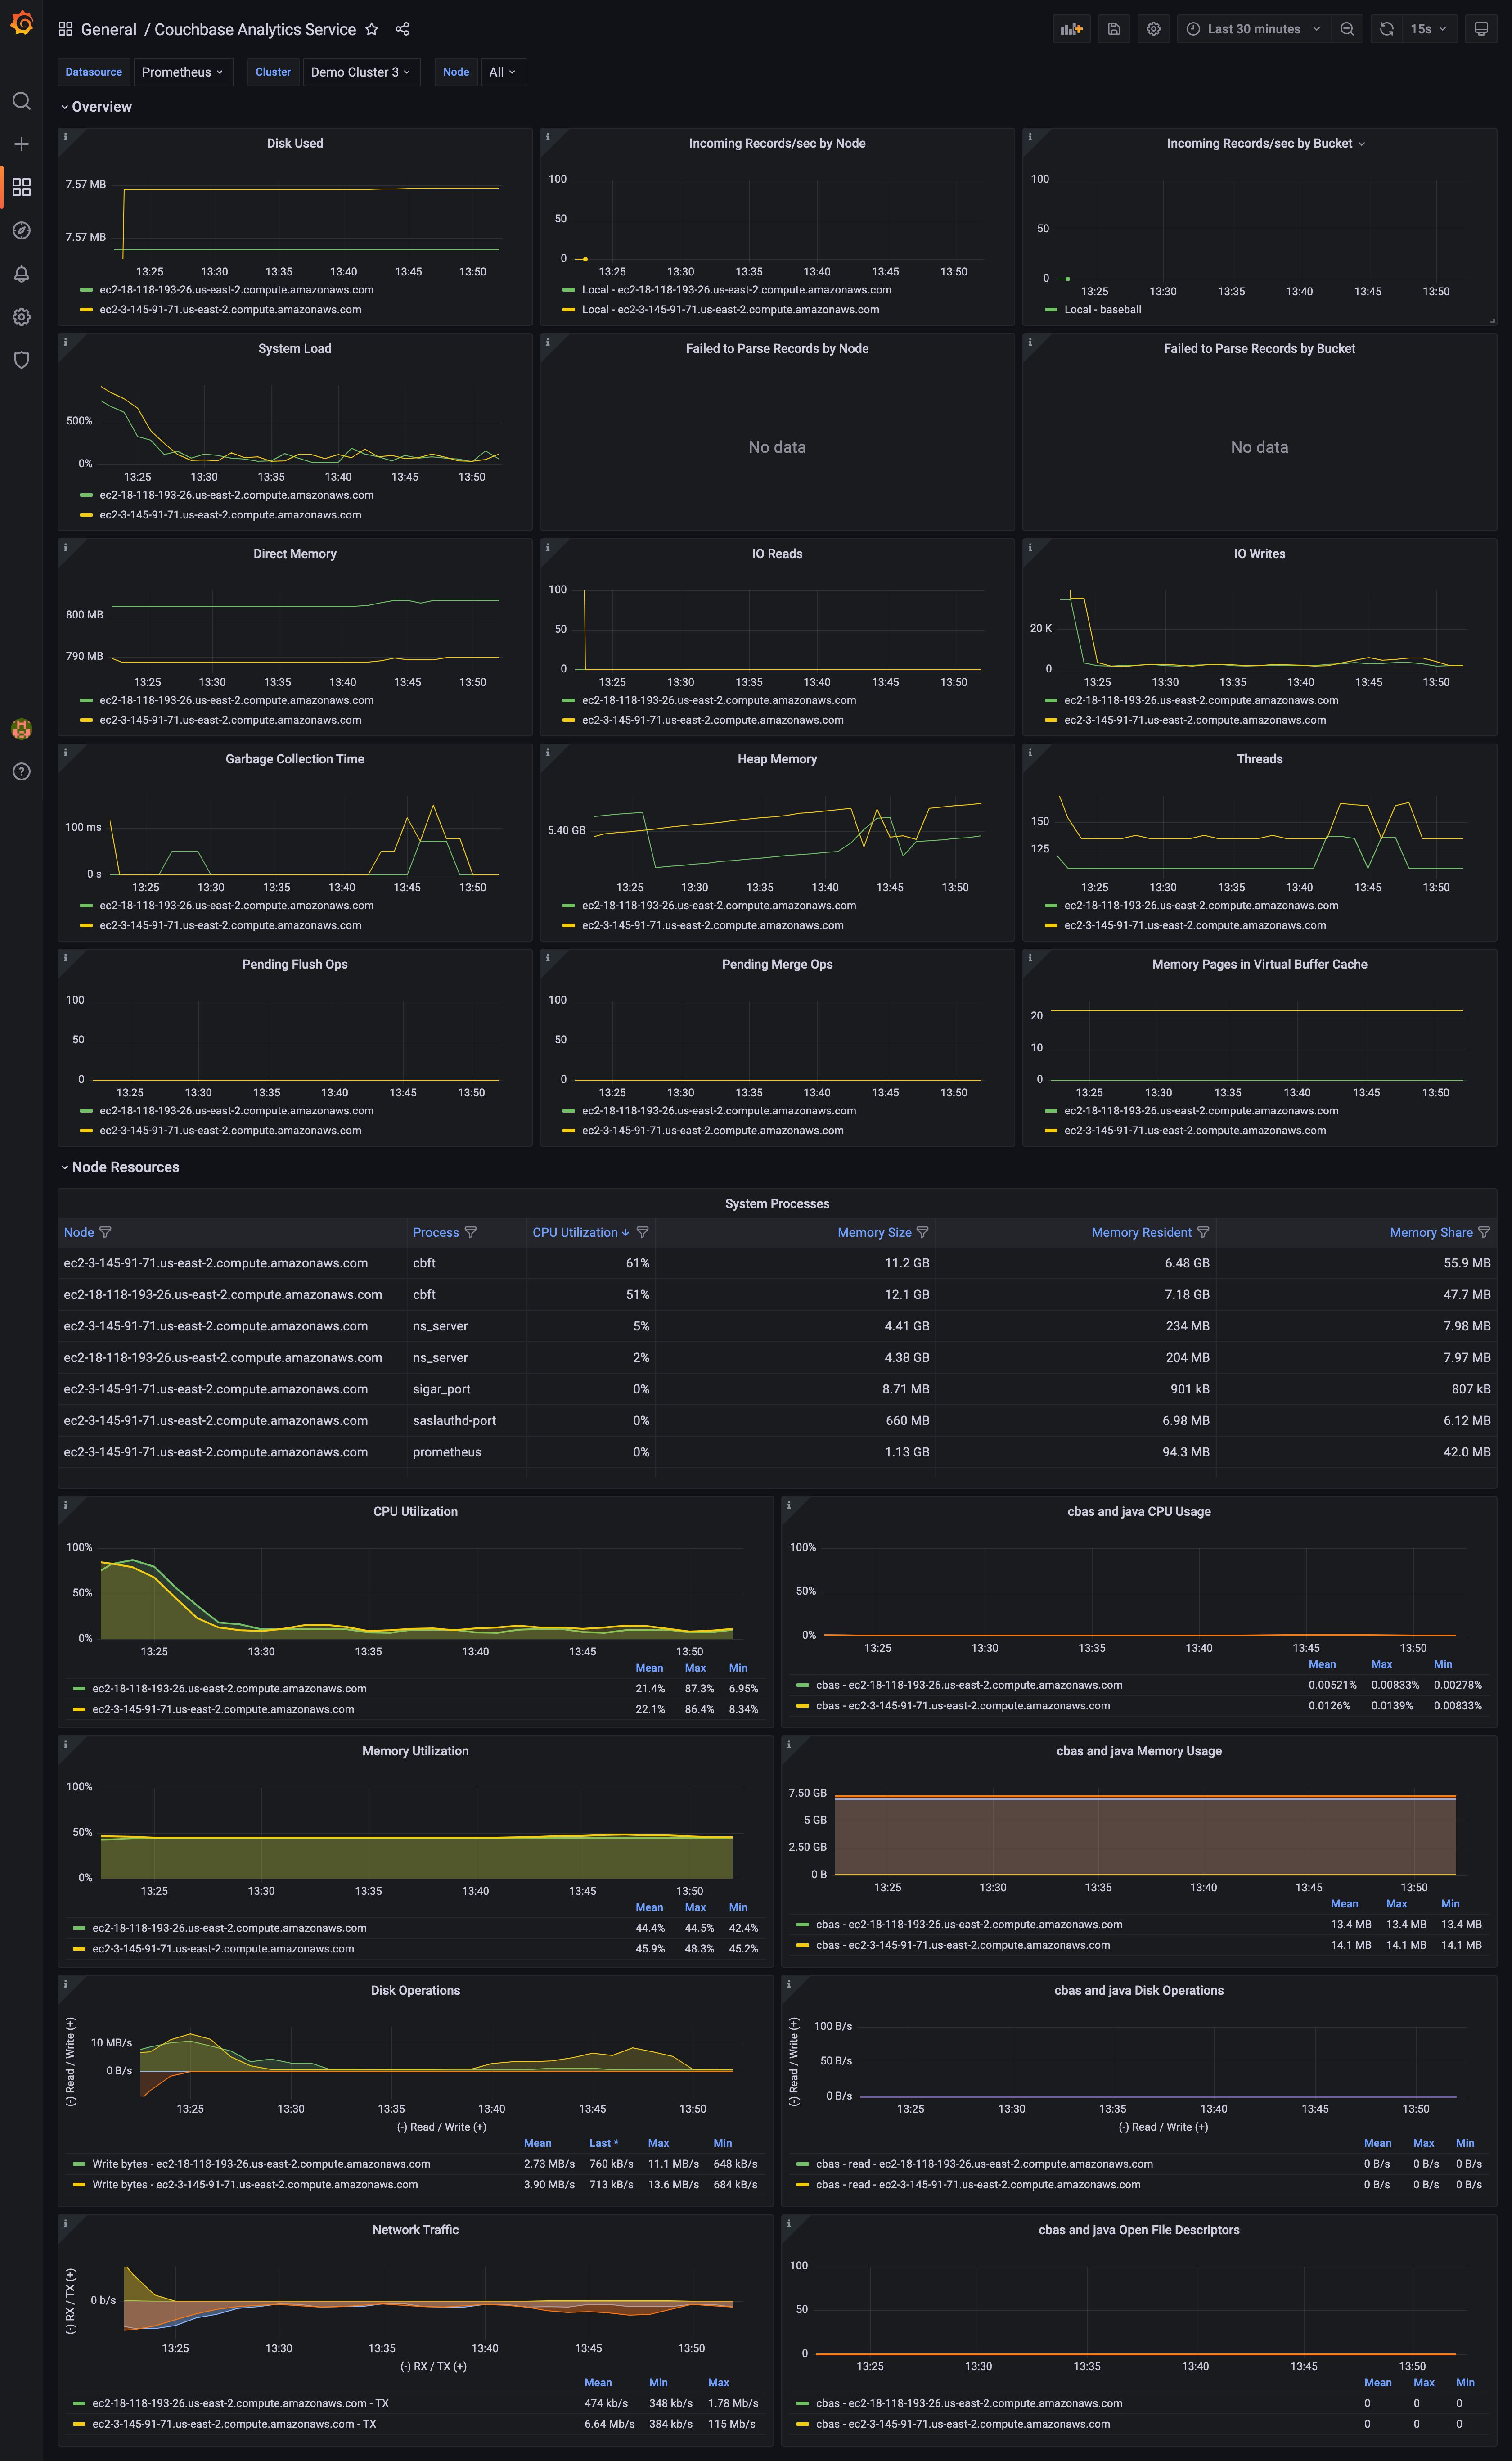 General / Couchbase Analytics Service
Last 30 minutes
15s
Datasource Prometheus Cluster Demo Cluster 3 Node All
Overview
Disk Used
7.57 MB
7.57 MB
13:25 13:30 13:35 13:40 13:45 13:50
ec2-18-118-193-26.us-east-2.compute.amazonaws.com
ec2-3-145-91-71.us-east-2.compute.amazonaws.com
Incoming Records/sec by Node
100
50
0
13:25 13:30 13:35 13:40 13:45 13:50
Local - ec2-18-118-193-26.us-east-2.compute.amazonaws.com
Local - ec2-3-145-91-71.us-east-2.compute.amazonaws.com
Incoming Records/sec by Bucket
100
50
0
13:25 13:30 13:35 13:40 13:45 13:50
Local - baseball
System Load
500%
0%
13:25 13:30 13:35 13:40 13:45 13:50
ec2-18-118-193-26.us-east-2.compute.amazonaws.com
ec2-3-145-91-71.us-east-2.compute.amazonaws.com
Failed to Parse Records by Node
No data
Failed to Parse Records by Bucket
No data
Direct Memory
800 MB
790 MB
13:25 13:30 13:35 13:40 13:45 13:50
ec2-18-118-193-26.us-east-2.compute.amazonaws.com
ec2-3-145-91-71.us-east-2.compute.amazonaws.com
IO Reads
100
50
0
13:25 13:30 13:35 13:40 13:45 13:50
ec2-18-118-193-26.us-east-2.compute.amazonaws.com
ec2-3-145-91-71.us-east-2.compute.amazonaws.com
IO Writes
20 K
0
13:25 13:30 13:35 13:40 13:45 13:50
ec2-18-118-193-26.us-east-2.compute.amazonaws.com
ec2-3-145-91-71.us-east-2.compute.amazonaws.com
Garbage Collection Time
100 ms
0 s
13:25 13:30 13:35 13:40 13:45 13:50
ec2-18-118-193-26.us-east-2.compute.amazonaws.com
ec2-3-145-91-71.us-east-2.compute.amazonaws.com
Heap Memory
5.40 GB
13:25 13:30 13:35 13:40 13:45 13:50
ec2-18-118-193-26.us-east-2.compute.amazonaws.com
ec2-3-145-91-71.us-east-2.compute.amazonaws.com
Threads
150
125
13:25 13:30 13:35 13:40 13:45 13:50
ec2-18-118-193-26.us-east-2.compute.amazonaws.com
ec2-3-145-91-71.us-east-2.compute.amazonaws.com
Pending Flush Ops
100
50
0
13:25 13:30 13:35 13:40 13:45 13:50
ec2-18-118-193-26.us-east-2.compute.amazonaws.com
ec2-3-145-91-71.us-east-2.compute.amazonaws.com
Pending Merge Ops
100
50
0
13:25 13:30 13:35 13:40 13:45 13:50
ec2-18-118-193-26.us-east-2.compute.amazonaws.com
ec2-3-145-91-71.us-east-2.compute.amazonaws.com
Memory Pages in Virtual Buffer Cache
20
10
0
13:25 13:30 13:35 13:40 13:45 13:50
ec2-18-118-193-26.us-east-2.compute.amazonaws.com
ec2-3-145-91-71.us-east-2.compute.amazonaws.com
Node Resources
System Processes
Node Process CPU Utilization Memory Size Memory Resident Memory Share
ec2-3-145-91-71.us-east-2.compute.amazonaws.com cbft 61% 11.2 GB 6.48 GB 55.9 MB
ec2-18-118-193-26.us-east-2.compute.amazonaws.com cbft 51% 12.1 GB 7.18 GB 47.7 MB
ec2-3-145-91-71.us-east-2.compute.amazonaws.com ns_server 5% 4.41 GB 234 MB 7.98 MB
ec2-18-118-193-26.us-east-2.compute.amazonaws.com ns_server 2% 4.38 GB 204 MB 7.97 MB
ec2-3-145-91-71.us-east-2.compute.amazonaws.com sigar_port 0% 8.71 MB 901 kB 807 kB
ec2-3-145-91-71.us-east-2.compute.amazonaws.com saslauthd-port 0% 660 MB 6.98 MB 6.12 MB
ec2-3-145-91-71.us-east-2.compute.amazonaws.com prometheus 0% 1.13 GB 94.3 MB 42.0 MB
CPU Utilization
100%
50%
0%
13:25 13:30 13:35 13:40 13:45 13:50
Mean Max Min
ec2-18-118-193-26.us-east-2.compute.amazonaws.com 21.4% 87.3% 6.95%
ec2-3-145-91-71.us-east-2.compute.amazonaws.com 22.1% 86.4% 8.34%
cbas and java CPU Usage
100%
50%
0%
13:25 13:30 13:35 13:40 13:45 13:50
Mean Max Min
cbas - ec2-18-118-193-26.us-east-2.compute.amazonaws.com 0.00521% 0.00833% 0.00278%
cbas - ec2-3-145-91-71.us-east-2.compute.amazonaws.com 0.0126% 0.0139% 0.00833%
Memory Utilization
100%
50%
0%
13:25 13:30 13:35 13:40 13:45 13:50
Mean Max Min
ec2-18-118-193-26.us-east-2.compute.amazonaws.com 44.4% 44.5% 42.4%
ec2-3-145-91-71.us-east-2.compute.amazonaws.com 45.9% 48.3% 45.2%
cbas and java Memory Usage
7.50 GB
5 GB
2.50 GB
0 B
13:25 13:30 13:35 13:40 13:45 13:50
Mean Max Min
cbas - ec2-18-118-193-26.us-east-2.compute.amazonaws.com 13.4 MB 13.4 MB 13.4 MB
cbas - ec2-3-145-91-71.us-east-2.compute.amazonaws.com 14.1 MB 14.1 MB 14.1 MB
Disk Operations
(-) Read / Write (+)
10 MB/s
0 B/s
13:25 13:30 13:35 13:40 13:45 13:50
(-) Read / Write (+)
Mean Last * Max Min
Write bytes - ec2-18-118-193-26.us-east-2.compute.amazonaws.com 2.73 MB/s 760 kB/s 11.1 MB/s 648 kB/s
Write bytes - ec2-3-145-91-71.us-east-2.compute.amazonaws.com 3.90 MB/s 713 kB/s 13.6 MB/s 684 kB/s
cbas and java Disk Operations
(-) Read / Write (+)
100 B/s
50 B/s
0 B/s
13:25 13:30 13:35 13:40 13:45 13:50
(-) Read / Write (+)
Mean Max Min
cbas - read - ec2-18-118-193-26.us-east-2.compute.amazonaws.com 0 B/s 0 B/s 0 B/s
cbas - read - ec2-3-145-91-71.us-east-2.compute.amazonaws.com 0 B/s 0 B/s 0 B/s
Network Traffic
(-) RX / TX (+)
0 b/s
13:25 13:30 13:35 13:40 13:45 13:50
(-) RX / TX (+)
Mean Min Max
ec2-18-118-193-26.us-east-2.compute.amazonaws.com - TX 474 kb/s 348 kb/s 1.78 Mb/s
ec2-3-145-91-71.us-east-2.compute.amazonaws.com - TX 6.64 Mb/s 384 kb/s 115 Mb/s
cbas and java Open File Descriptors
100
50
0
13:25 13:30 13:35 13:40 13:45 13:50
Mean Max Min
cbas - ec2-18-118-193-26.us-east-2.compute.amazonaws.com 0 0 0
cbas - ec2-3-145-91-71.us-east-2.compute.amazonaws.com 0 0 0